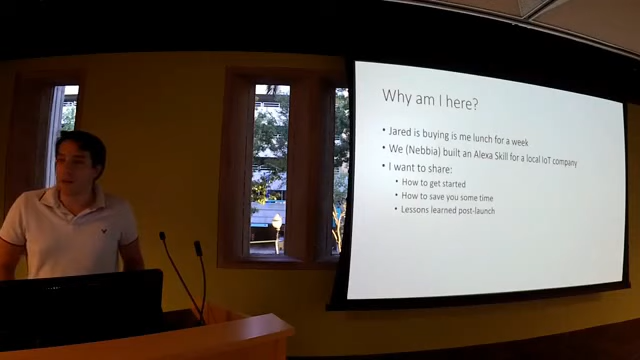 Why am I here?
• Jared is buying is me lunch for a week
• We (Nebbia) built an Alexa Skill for a local IoT company
• I want to share:
• How to get started
• How to save you some time
• Lessons learned post-launch